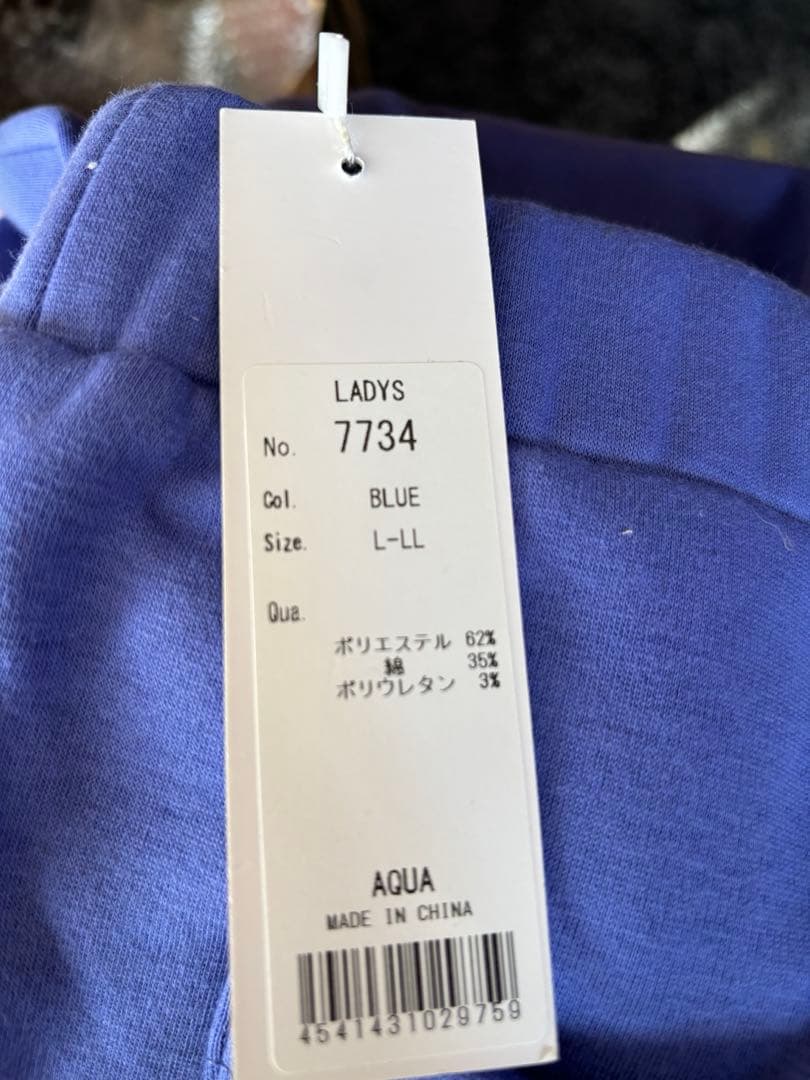 LADYS
No. 7734
Col. BLUE
Size. L-LL
Qua.
ポリエステル 62%
綿 35%
ポリウレタン 3%
AQUA
MADE IN CHINA
4541431029759